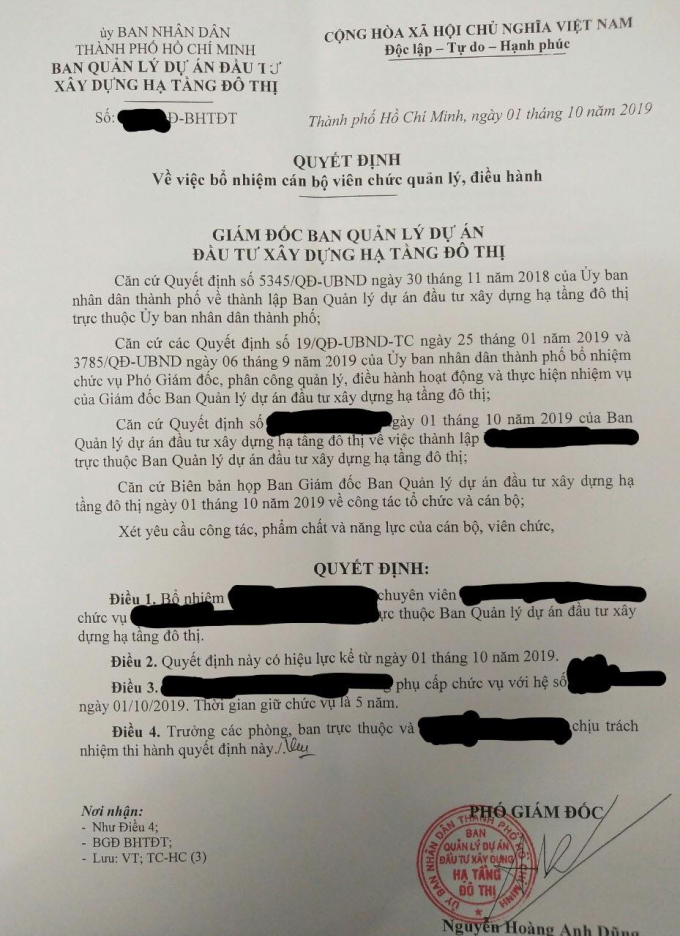 ủy BAN NHÂN DÂN
THÀNH PHỐ HỒ CHÍ MINH
BAN QUẢN LÝ DỰ ÁN ĐẦU TƯ
XÂY DỰNG HẠ TẦNG ĐÔ THỊ
CỘNG HÒA XÃ HỘI CHỦ NGHĨA VIỆT NAM
Độc lập – Tự do – Hạnh phúc
Số: Đ-BHTĐT
Thành phố Hồ Chí Minh, ngày 01 tháng 10 năm 2019
QUYẾT ĐỊNH
Về việc bổ nhiệm cán bộ viên chức quản lý, điều hành
GIÁM ĐỐC BAN QUẢN LÝ DỰ ÁN
ĐẦU TƯ XÂY DỰNG HẠ TẦNG ĐÔ THỊ
Căn cứ Quyết định số 5345/QĐ-UBND ngày 30 tháng 11 năm 2018 của Ủy ban
nhân dân thành phố về thành lập Ban Quản lý dự án đầu tư xây dựng hạ tầng đô thị
trực thuộc Ủy ban nhân dân thành phố;
Căn cứ các Quyết định số 19/QĐ-UBND-TC ngày 25 tháng 01 năm 2019 và
3785/QĐ-UBND ngày 06 tháng 9 năm 2019 của Ủy ban nhân dân thành phố bổ nhiệm
chức vụ Phó Giám đốc, phân công quản lý, điều hành hoạt động và thực hiện nhiệm vụ
của Giám đốc Ban Quản lý dự án đầu tư xây dựng hạ tầng đô thị;
Căn cứ Quyết định số gày 01 tháng 10 năm 2019 của Ban
Quản lý dự án đầu tư xây dựng hạ tầng đô thị về việc thành lập
trực thuộc Ban Quản lý dự án đầu tư xây dựng hạ tầng đô thị;
Căn cứ Biên bản họp Ban Giám đốc Ban Quản lý dự án đầu tư xây dựng hạ
tầng đô thị ngày 01 tháng 10 năm 2019 về công tác tổ chức và cán bộ;
Xét yêu cầu công tác, phẩm chất và năng lực của cán bộ, viên chức,
QUYẾT ĐỊNH:
Điều 1. Bổ nhiệm chuyên viên
chức vụ ực thuộc Ban Quản lý dự án đầu tư xây
dựng hạ tầng đô thị.
Điều 2. Quyết định này có hiệu lực kể từ ngày 01 tháng 10 năm 2019.
Điều 3. g phụ cấp chức vụ với hệ số
ngày 01/10/2019. Thời gian giữ chức vụ là 5 năm.
Điều 4. Trưởng các phòng, ban trực thuộc và chịu trách
nhiệm thi hành quyết định này./.
Nơi nhận:
- Như Điều 4;
- BGĐ BHTĐT;
- Lưu: VT; TC-HC (3)
PHÓ GIÁM ĐỐC
ỦY BAN NHÂN DÂN THÀNH PHỐ HỒ CHÍ MINH
BAN
QUẢN LÝ DỰ ÁN
ĐẦU TƯ XÂY DỰNG
HẠ TẦNG
ĐÔ THỊ
Nguyễn Hoàng Anh Dũng